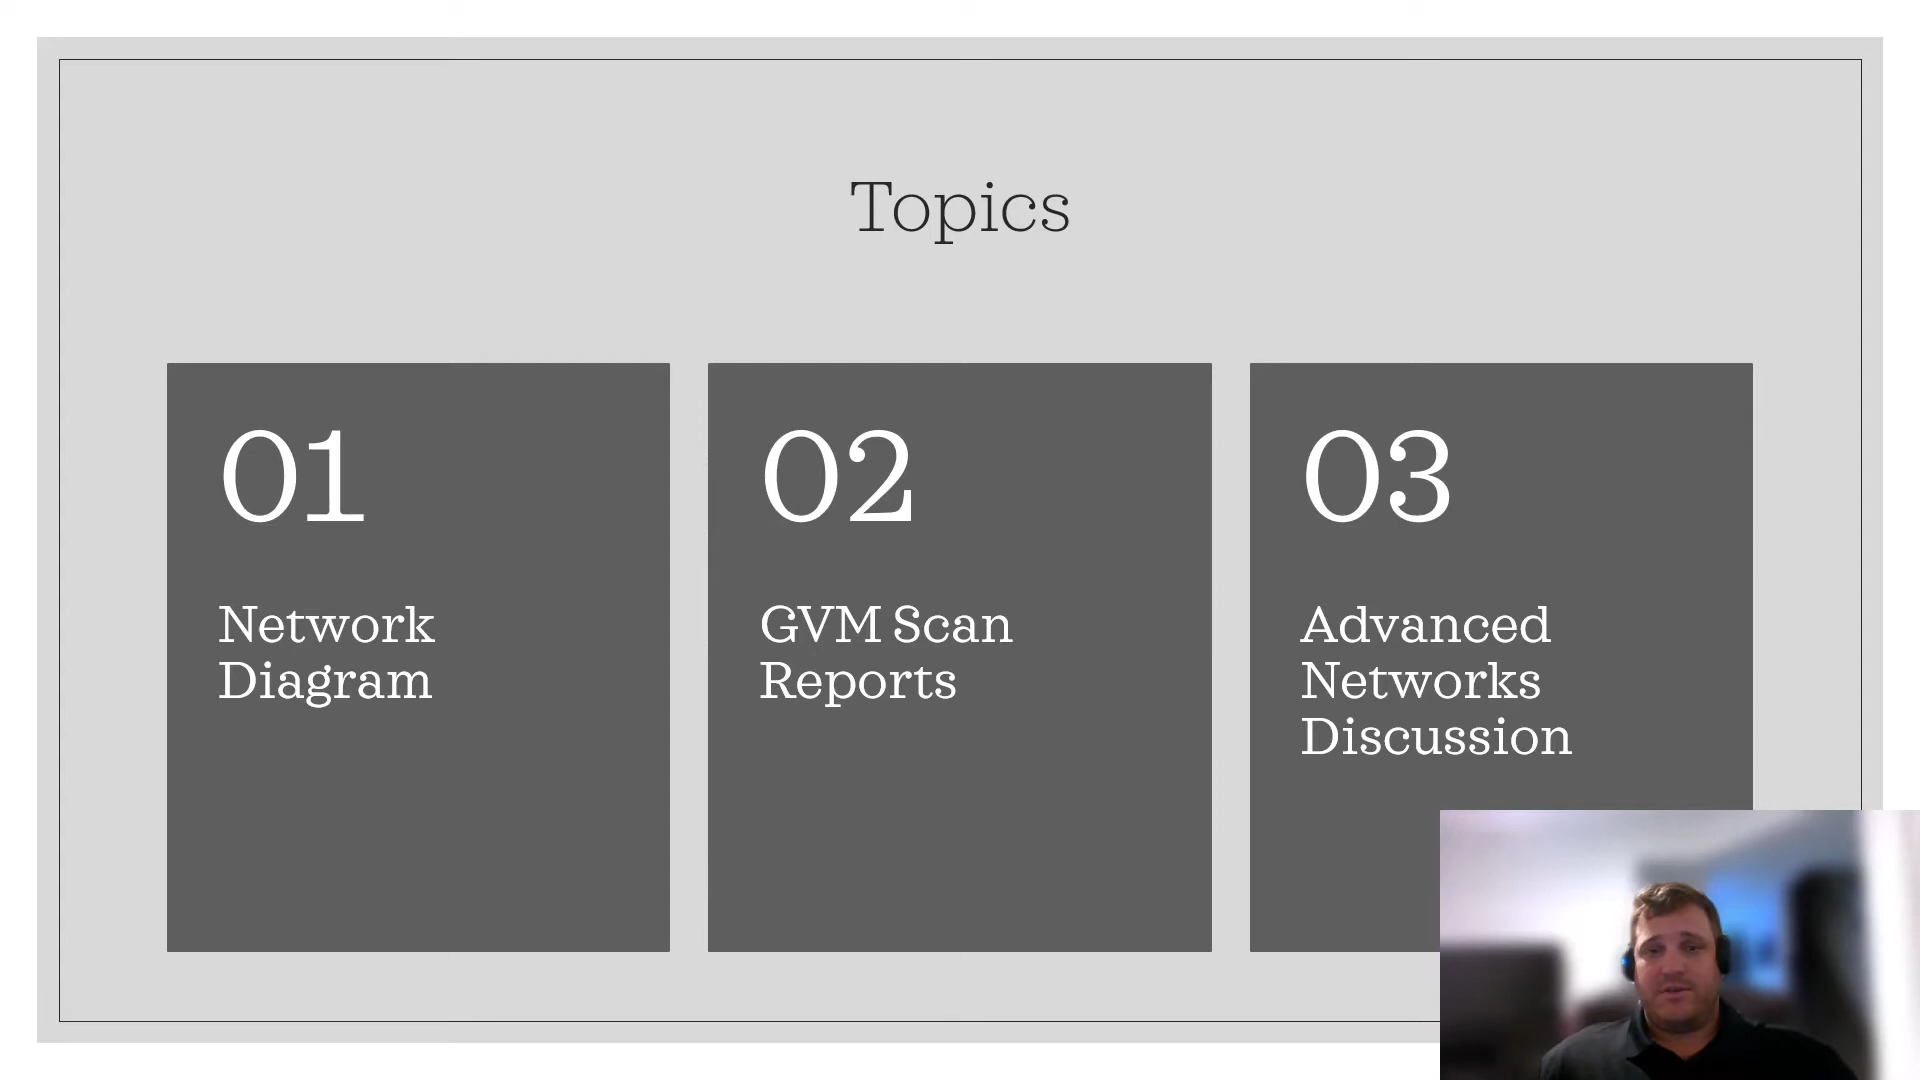 Topics
01
Network
Diagram
02
GVM Scan
Reports
03
Advanced
Networks
Discussion